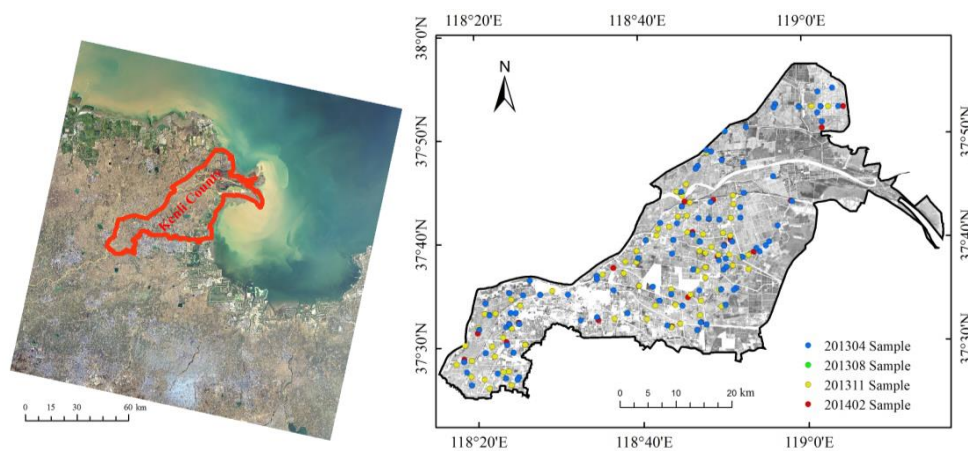 Kenli County
0 15 30 60 km
118°20'E 118°40'E 119°0'E
38°0'N
37°50'N
37°40'N
37°30'N
N
37°50'N
37°40'N
37°30'N
201304 Sample
201308 Sample
201311 Sample
201402 Sample
0 5 10 20 km
118°20'E 118°40'E 119°0'E